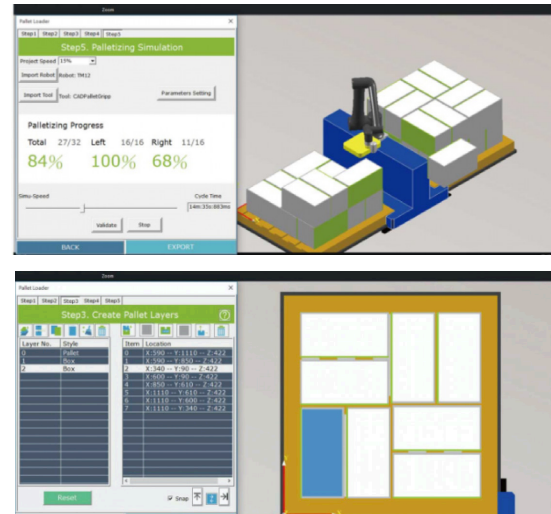 Zoom
Pallet Loader ×
Step1 Step2 Step3 Step4 Step5
Step5. Palletizing Simulation
Project Speed 15%
Import Robot Robot: TM12
Import Tool Tool: CADPalletGripp Parameters Setting
Palletizing Progress
Total 27/32 Left 16/16 Right 11/16
84% 100% 68%
Simu-Speed Cycle Time
14m:35s:663ms
Validate Stop
BACK EXPORT
Zoom
Pallet Loader ×
Step1 Step2 Step3 Step4 Step5
Step3. Create Pallet Layers ?
Layer No. Style Item Location
0 Pallet 0 X:590 -- Y:1110 -- Z:422
1 Box 1 X:590 -- Y:850 -- Z:422
2 Box 2 X:340 -- Y:90 -- Z:422
3 X:600 -- Y:90 -- Z:422
4 X:850 -- Y:610 -- Z:422
5 X:1110 -- Y:610 -- Z:422
6 X:1110 -- Y:600 -- Z:422
7 X:1110 -- Y:340 -- Z:422
Reset Snap